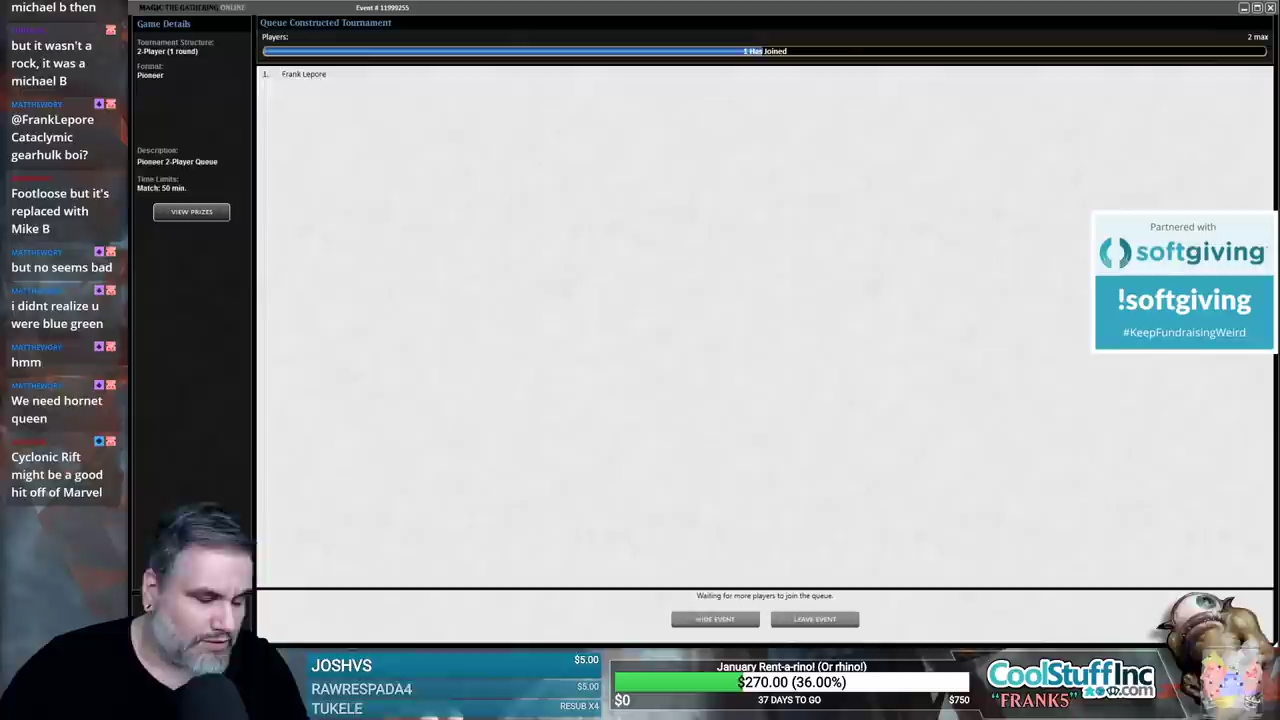 michael b then
but it wasn't a
rock, it was a
michael B
MATTHEWORY
@FrankLepore
Cataclymic
gearhulk boi?
Footloose but it's
replaced with
Mike B
MATTHEWORY
but no seems bad
MATTHEWORY
i didnt realize u
were blue green
MATTHEWORY
hmm
MATTHEWORY
We need hornet
queen
Cyclonic Rift
might be a good
hit off of Marvel
MAGIC THE GATHERING ONLINE
Event # 11999255
Game Details
Tournament Structure:
2-Player (1 round)
Format:
Pioneer
Description:
Pioneer 2-Player Queue
Time Limits:
Match: 50 min.
VIEW PRIZES
Queue Constructed Tournament
Players:
2 max
1 Has Joined
1. Frank Lepore
Waiting for more players to join the queue.
HIDE EVENT
LEAVE EVENT
Partnered with
softgiving
!softgiving
#KeepFundraisingWeird
JOSHVS $5.00
RAWRESPADA4 $5.00
TUKELE RESUB X4
January Rent-a-rino! (Or rhino!)
$270.00 (36.00%)
$0 37 DAYS TO GO $750
CoolStuffInc
.com
"FRANK5"